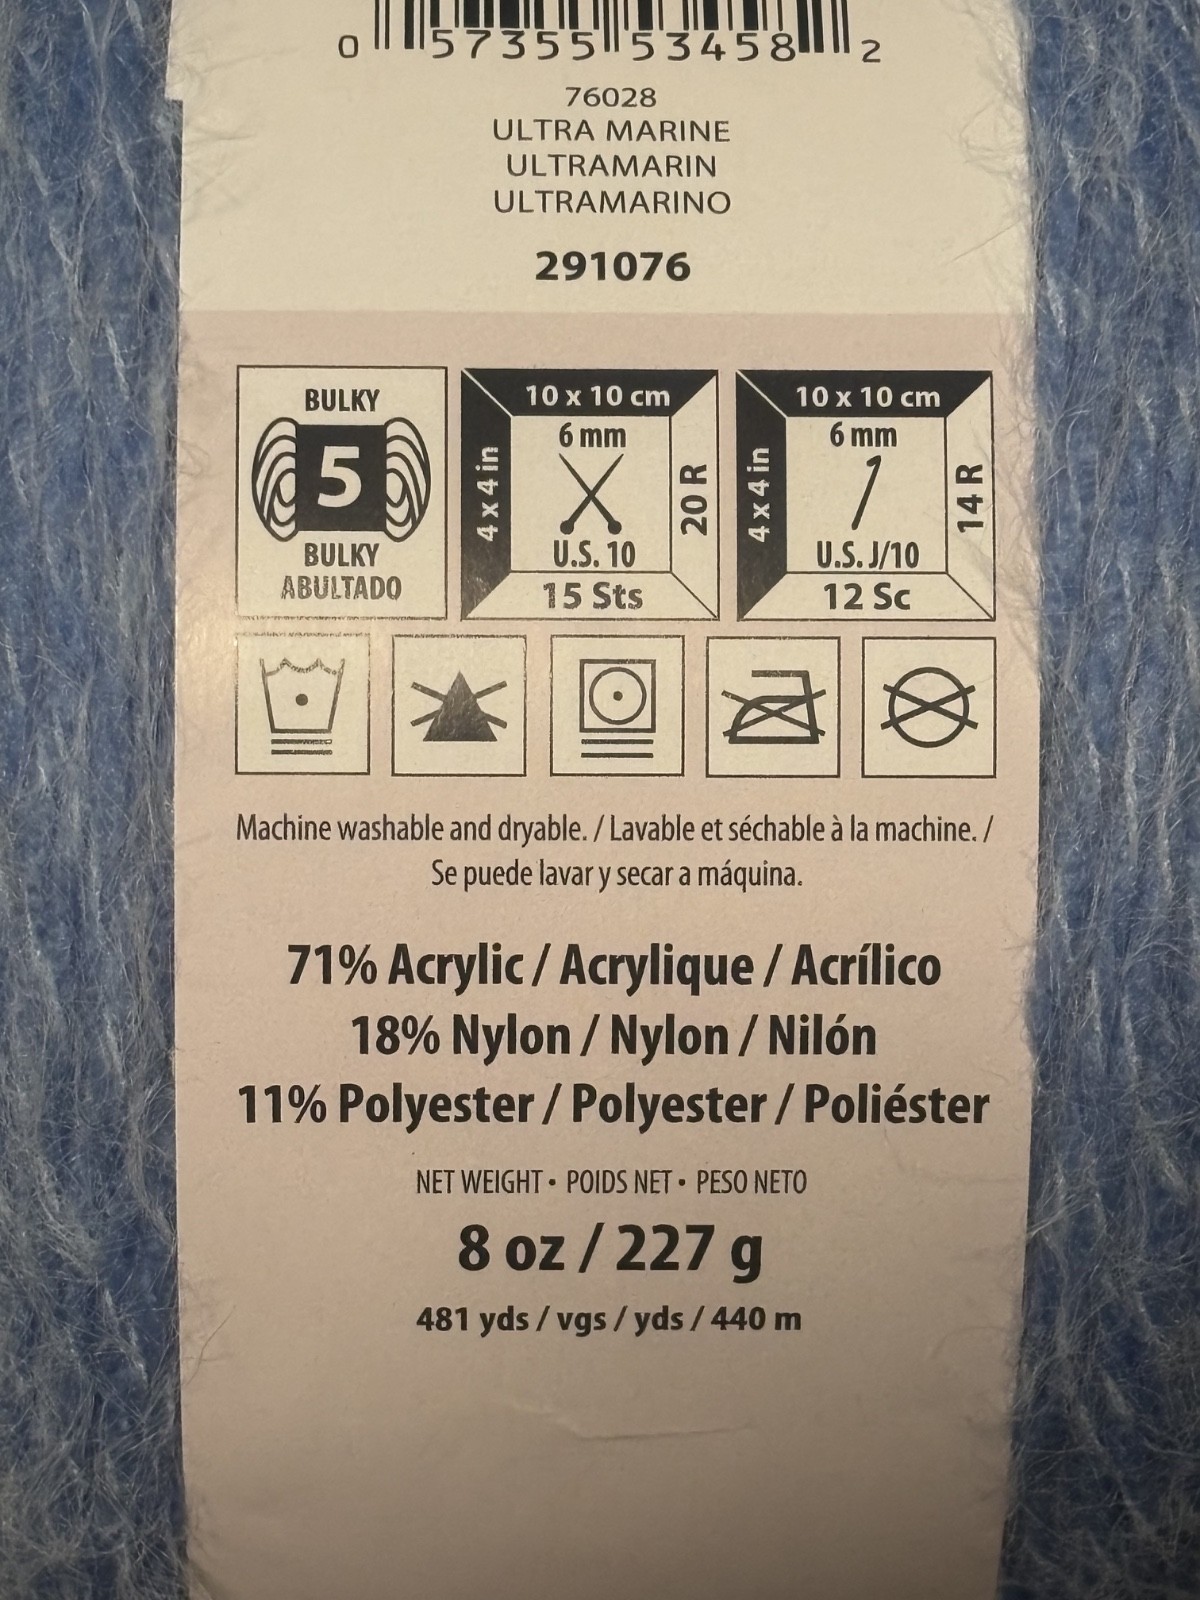 0 57355 53458 2
76028
ULTRA MARINE
ULTRAMARIN
ULTRAMARINO
291076
BULKY
5
BULKY
ABULTADO
10 x 10 cm
4 x 4 in
6 mm
U.S. 10
20 R
15 Sts
10 x 10 cm
4 x 4 in
6 mm
U.S. J/10
14 R
12 Sc
Machine washable and dryable. / Lavable et séchable à la machine. /
Se puede lavar y secar a máquina.
71% Acrylic / Acrylique / Acrílico
18% Nylon / Nylon / Nilón
11% Polyester / Polyester / Poliéster
NET WEIGHT • POIDS NET • PESO NETO
8 oz / 227 g
481 yds / vgs / yds / 440 m